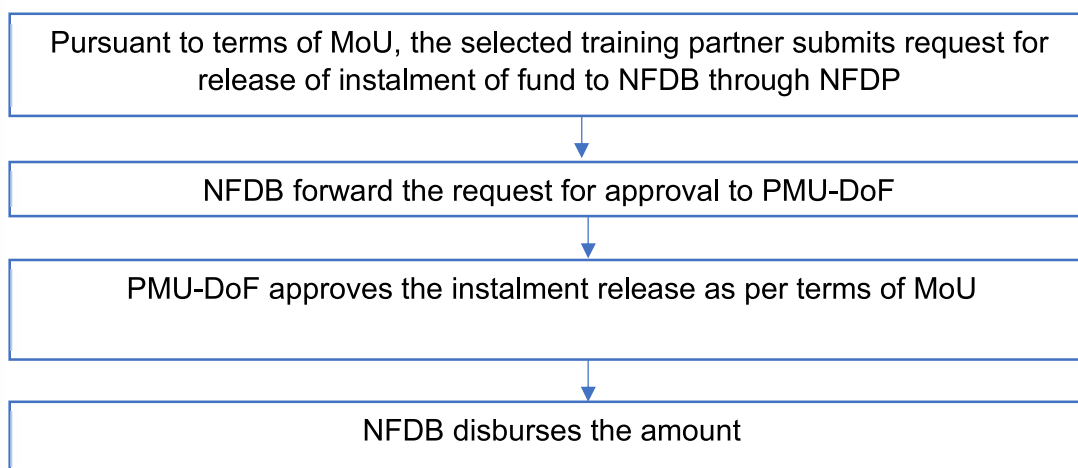 Pursuant to terms of MoU, the selected training partner submits request for
release of instalment of fund to NFDB through NFDP
NFDB forward the request for approval to PMU-DoF
PMU-DoF approves the instalment release as per terms of MoU
NFDB disburses the amount